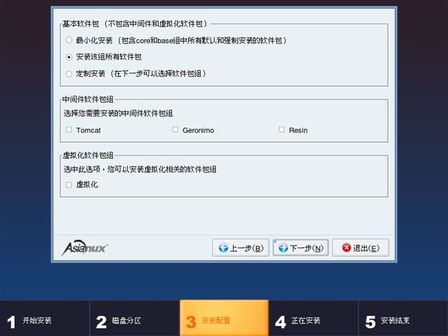 基本软件包（不包含中间件和虚拟化软件包）
最小化安装（包含core和base组中所有默认和强制安装的软件包）
安装该组所有软件包
定制安装（在下一步可以选择软件包组）
中间件软件包组
选择您需要安装的中间件软件包组
Tomcat Geronimo Resin
虚拟化软件包组
选中此选项，您可以安装虚拟化相关的软件包组
虚拟化
Asianux 上一步(B) 下一步(N) 退出(E)
1 开始安装 2 磁盘分区 3 安装配置 4 正在安装 5 安装结束